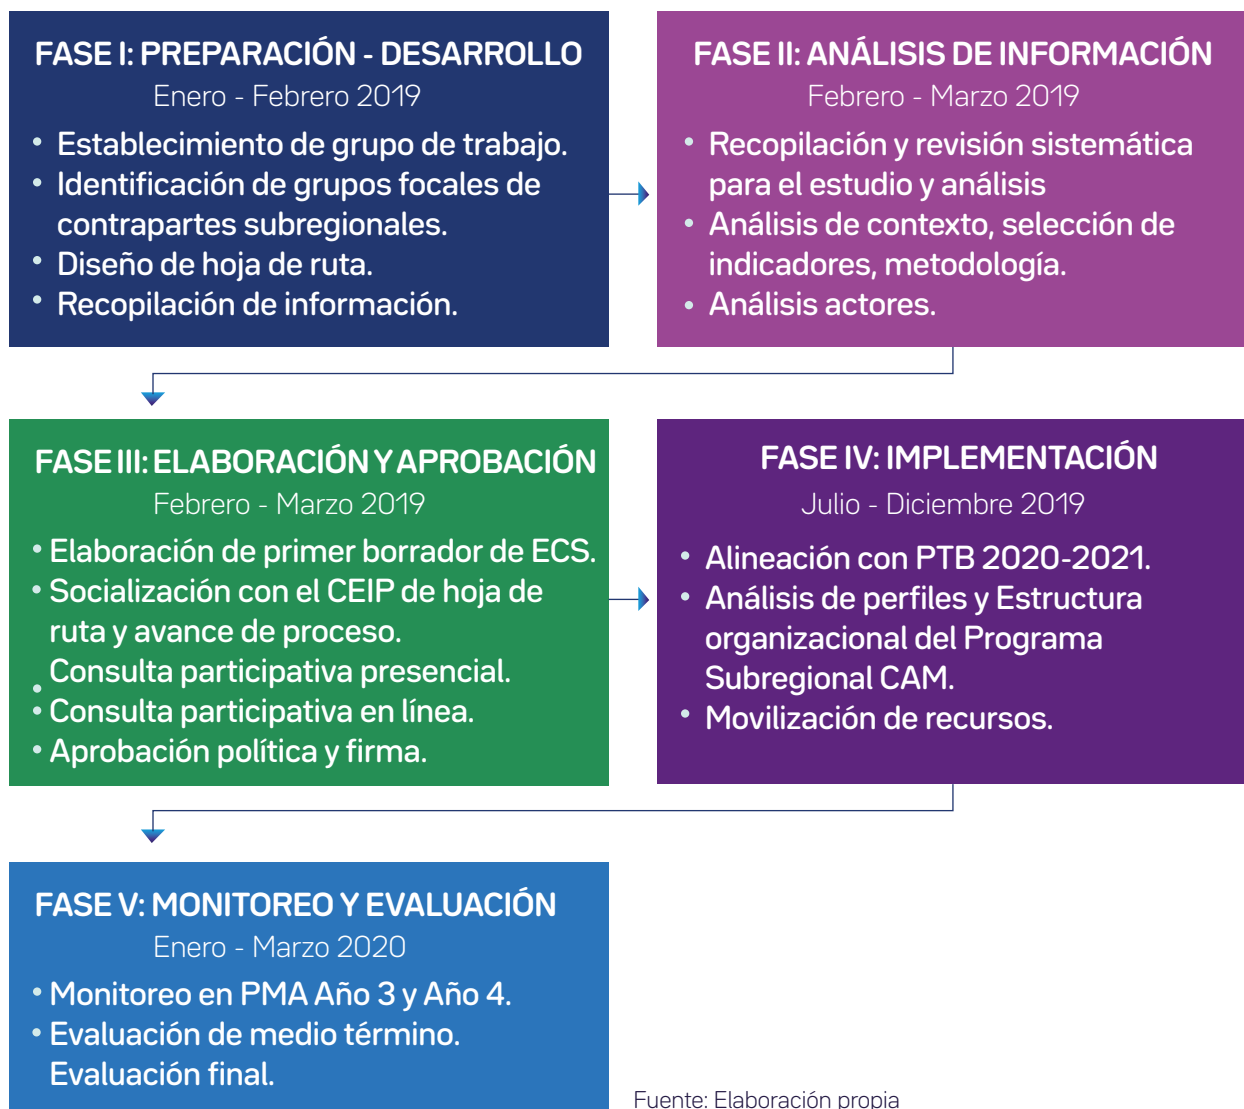 FASE I: PREPARACIÓN - DESARROLLO
Enero - Febrero 2019
• Establecimiento de grupo de trabajo.
• Identificación de grupos focales de
contrapartes subregionales.
• Diseño de hoja de ruta.
• Recopilación de información.
FASE II: ANÁLISIS DE INFORMACIÓN
Febrero - Marzo 2019
• Recopilación y revisión sistemática
para el estudio y análisis
• Análisis de contexto, selección de
indicadores, metodología.
• Análisis actores.
FASE III: ELABORACIÓN Y APROBACIÓN
Febrero - Marzo 2019
• Elaboración de primer borrador de ECS.
• Socialización con el CEIP de hoja de
ruta y avance de proceso.
• Consulta participativa presencial.
• Consulta participativa en línea.
• Aprobación política y firma.
FASE IV: IMPLEMENTACIÓN
Julio - Diciembre 2019
• Alineación con PTB 2020-2021.
• Análisis de perfiles y Estructura
organizacional del Programa
Subregional CAM.
• Movilización de recursos.
FASE V: MONITOREO Y EVALUACIÓN
Enero - Marzo 2020
• Monitoreo en PMA Año 3 y Año 4.
• Evaluación de medio término.
Evaluación final.
Fuente: Elaboración propia